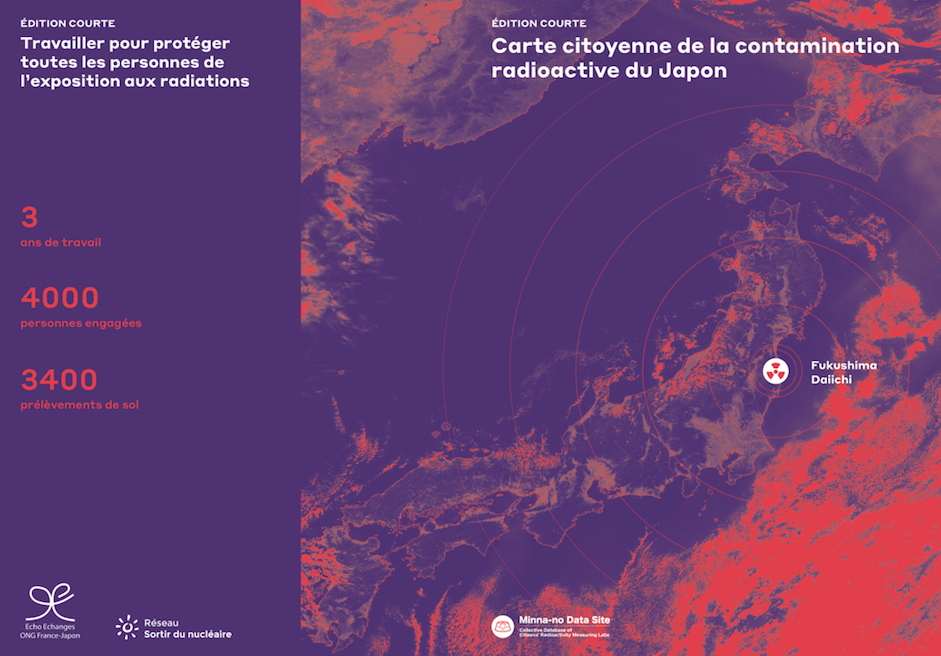 ÉDITION COURTE
Travailler pour protéger
toutes les personnes de
l'exposition aux radiations
3
ans de travail
4000
personnes engagées
3400
prélèvements de sol
Echo Echanges
ONG France-Japon
Réseau
Sortir du nucléaire
ÉDITION COURTE
Carte citoyenne de la contamination
radioactive du Japon
Fukushima
Daiichi
Minna-no Data Site
Collective Database of
Citizens' Radioactivity Measuring Labs